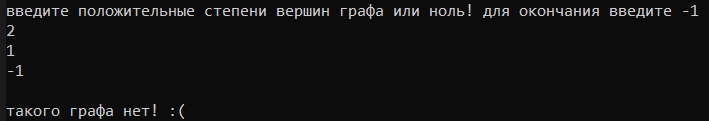 введите положительные степени вершин графа или ноль! для окончания введите -1
2
1
-1
такого графа нет! :(